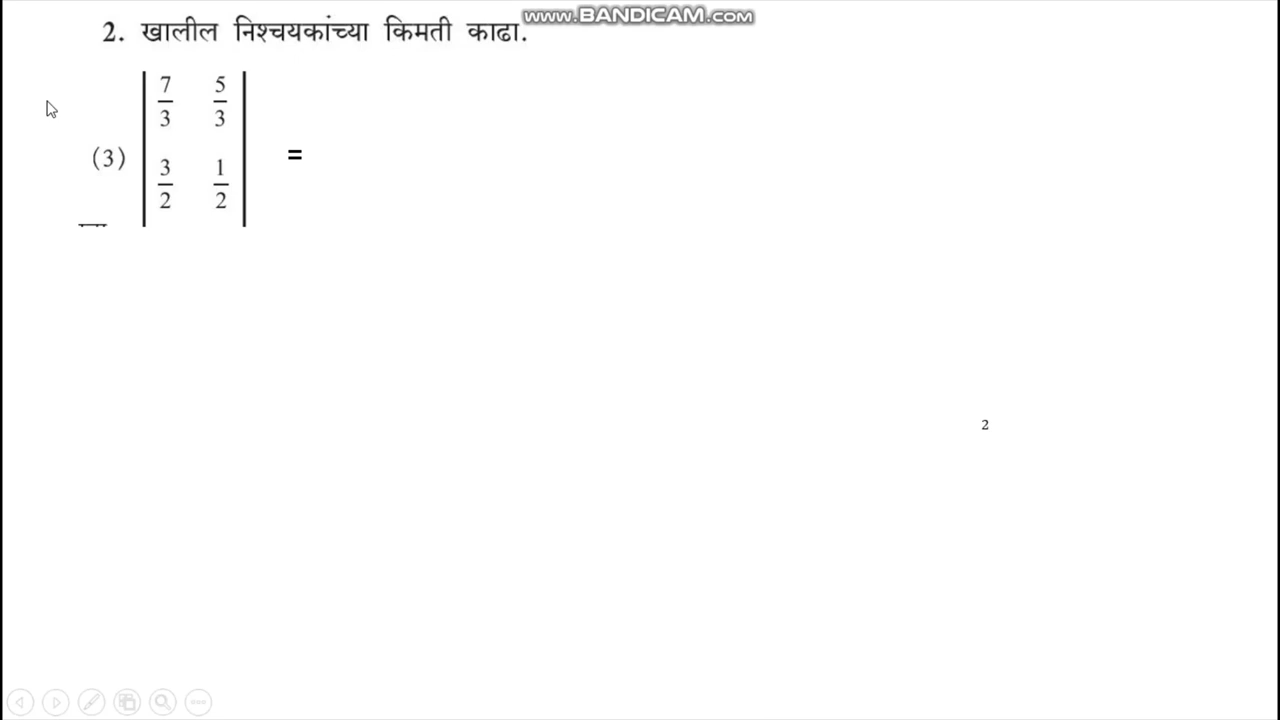 www.BANDICAM.com
2. खालील निश्चयकांच्या किमती काढा.
7/3 5/3
(3) =
3/2 1/2
2